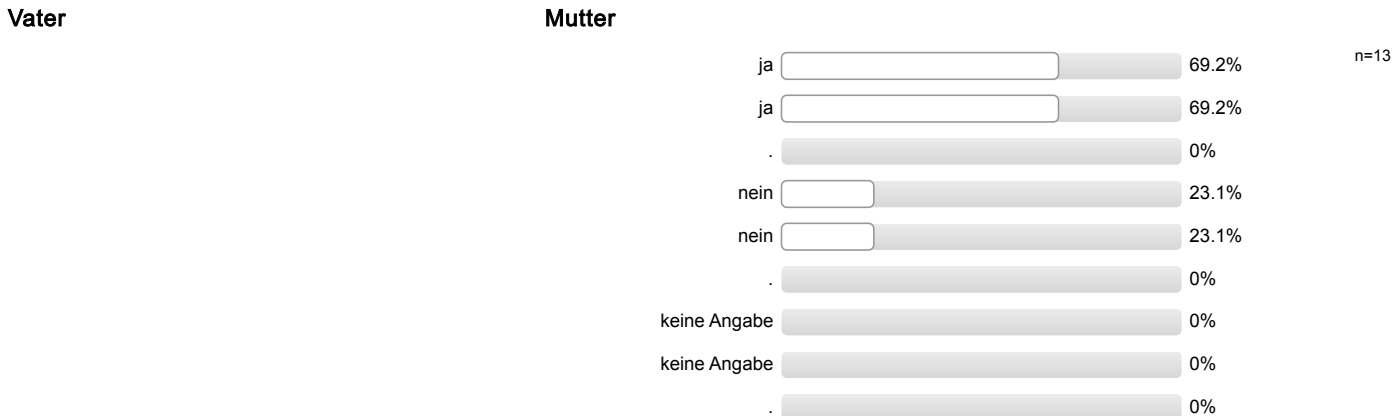 Vater Mutter
ja 69.2% n=13
ja 69.2%
. 0%
nein 23.1%
nein 23.1%
. 0%
keine Angabe 0%
keine Angabe 0%
. 0%